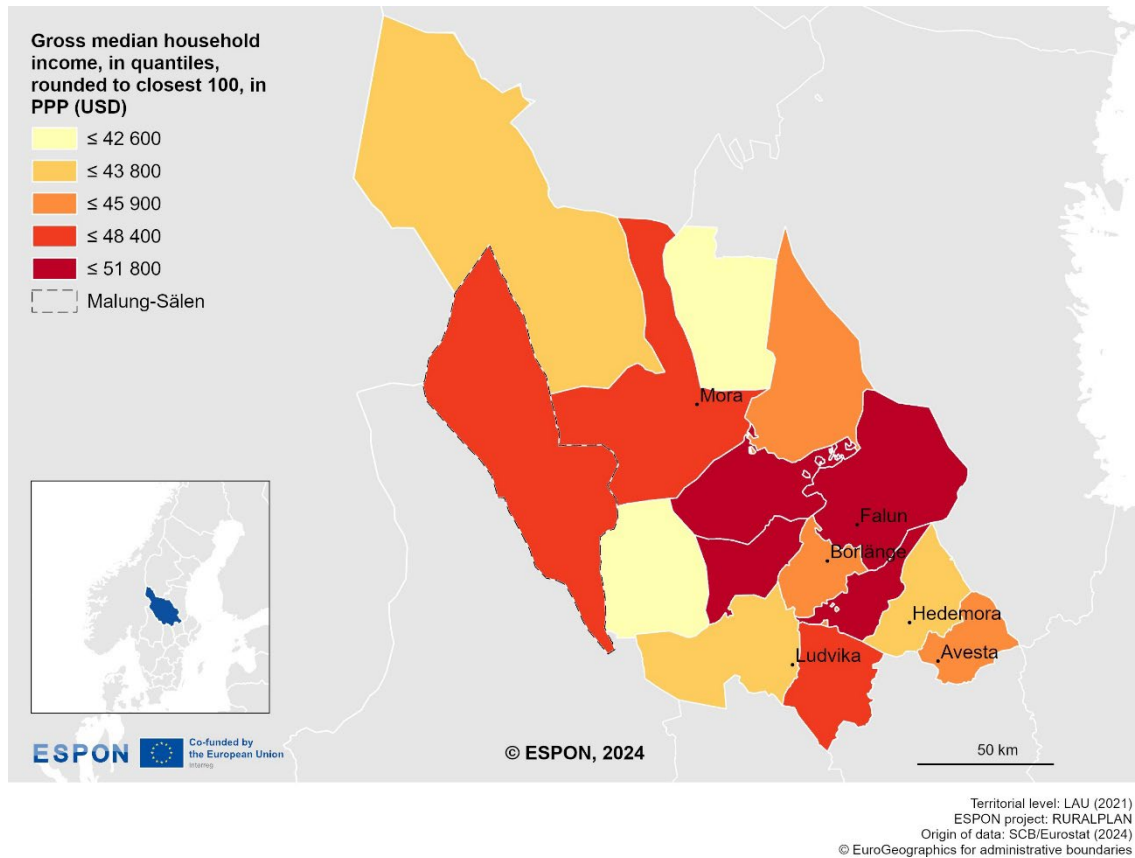 Gross median household
income, in quantiles,
rounded to closest 100, in
PPP (USD)
≤ 42 600
≤ 43 800
≤ 45 900
≤ 48 400
≤ 51 800
Malung-Sälen
Mora
Falun
Borlänge
Hedemora
Avesta
Ludvika
ESPON
Co-funded by
the European Union
Interreg
© ESPON, 2024
50 km
Territorial level: LAU (2021)
ESPON project: RURALPLAN
Origin of data: SCB/Eurostat (2024)
© EuroGeographics for administrative boundaries